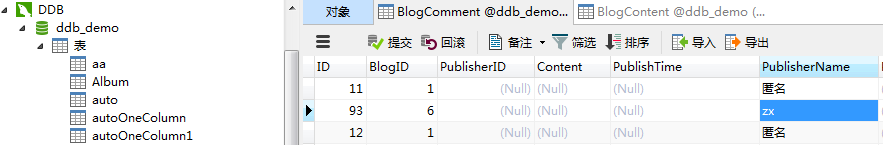 DDB
ddb_demo
表
aa
Album
auto
autoOneColumn
autoOneColumn1
对象 BlogComment @ddb_demo... BlogContent @ddb_demo (...
提交 回滚 备注 筛选 排序 导入 导出
ID BlogID PublisherID Content PublishTime PublisherName
11 1 (Null) (Null) (Null) 匿名
93 6 (Null) (Null) (Null) zx
12 1 (Null) (Null) (Null) 匿名